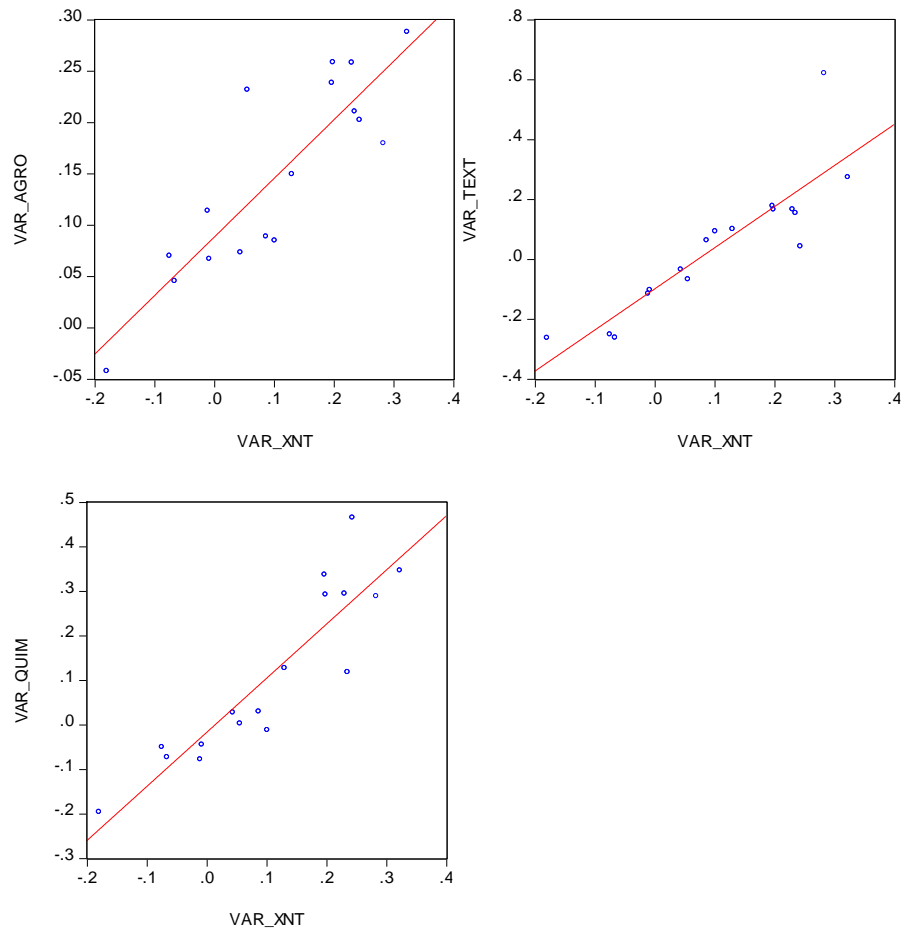 .30
.25
.20
.15
.10
.05
.00
-.05
VAR_AGRO
-.2 -.1 .0 .1 .2 .3 .4
VAR_XNT
.8
.6
.4
.2
.0
-.2
-.4
VAR_TEXT
-.2 -.1 .0 .1 .2 .3 .4
VAR_XNT
.5
.4
.3
.2
.1
.0
-.1
-.2
-.3
VAR_QUIM
-.2 -.1 .0 .1 .2 .3 .4
VAR_XNT